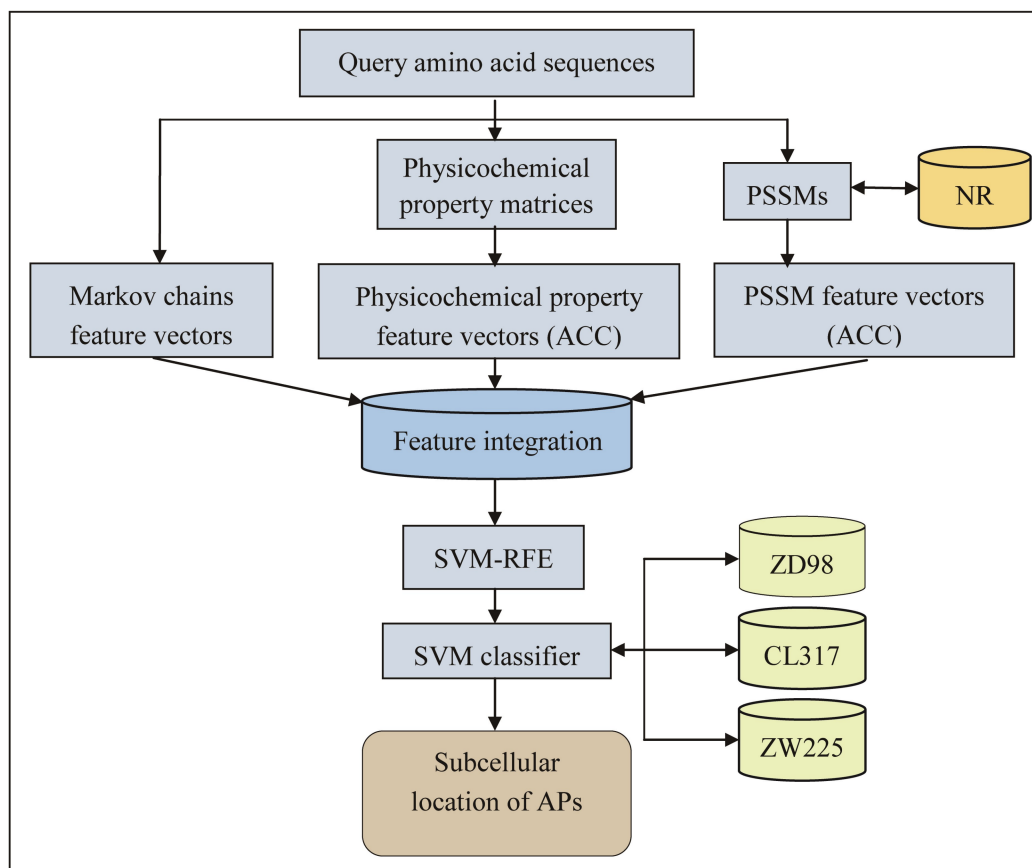 Query amino acid sequences
Physicochemical
property matrices
PSSMs
NR
Markov chains
feature vectors
Physicochemical property
feature vectors (ACC)
PSSM feature vectors
(ACC)
Feature integration
SVM-RFE
ZD98
SVM classifier
CL317
ZW225
Subcellular
location of APs